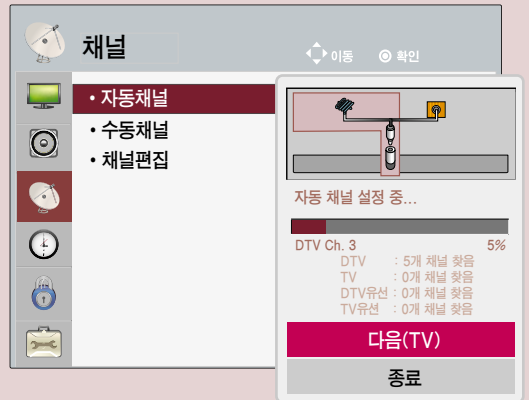 채널
이동 확인
• 자동채널
• 수동채널
• 채널편집
자동 채널 설정 중...
DTV Ch. 3 5%
DTV : 5개 채널 찾음
TV : 0개 채널 찾음
DTV유선 : 0개 채널 찾음
TV유션 : 0개 채널 찾음
다음(TV)
종료